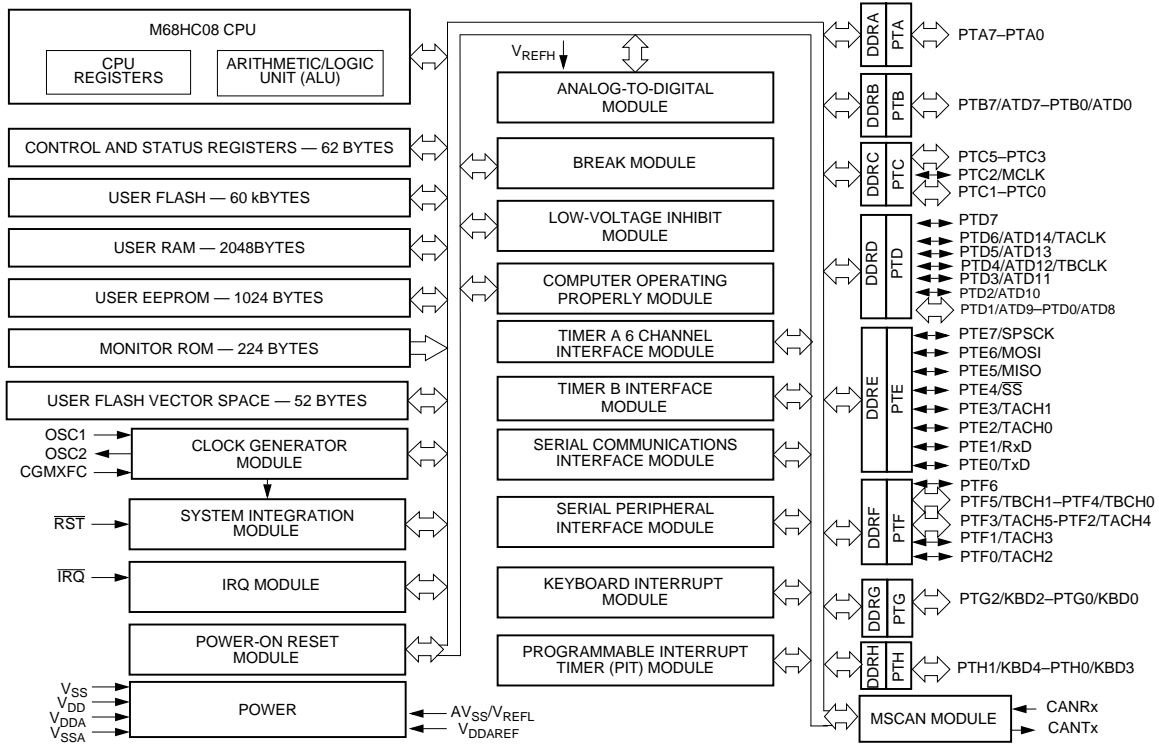 M68HC08 CPU
CPU
REGISTERS
ARITHMETIC/LOGIC
UNIT (ALU)
CONTROL AND STATUS REGISTERS — 62 BYTES
USER FLASH — 60 kBYTES
USER RAM — 2048BYTES
USER EEPROM — 1024 BYTES
MONITOR ROM — 224 BYTES
USER FLASH VECTOR SPACE — 52 BYTES
OSC1
OSC2
CGMXFC
CLOCK GENERATOR
MODULE
RST
SYSTEM INTEGRATION
MODULE
IRQ
IRQ MODULE
POWER-ON RESET
MODULE
VSS
VDD
VDDA
VSSA
POWER
AVSS/VREFL
VDDAREF
VREFH
ANALOG-TO-DIGITAL
MODULE
BREAK MODULE
LOW-VOLTAGE INHIBIT
MODULE
COMPUTER OPERATING
PROPERLY MODULE
TIMER A 6 CHANNEL
INTERFACE MODULE
TIMER B INTERFACE
MODULE
SERIAL COMMUNICATIONS
INTERFACE MODULE
SERIAL PERIPHERAL
INTERFACE MODULE
KEYBOARD INTERRUPT
MODULE
PROGRAMMABLE INTERRUPT
TIMER (PIT) MODULE
DDRA
PTA
PTA7–PTA0
DDRB
PTB
PTB7/ATD7–PTB0/ATD0
DDRC
PTC
PTC5–PTC3
PTC2/MCLK
PTC1–PTC0
DDRD
PTD
PTD7
PTD6/ATD14/TACLK
PTD5/ATD13
PTD4/ATD12/TBCLK
PTD3/ATD11
PTD2/ATD10
PTD1/ATD9–PTD0/ATD8
DDRE
PTE
PTE7/SPSCK
PTE6/MOSI
PTE5/MISO
PTE4/SS
PTE3/TACH1
PTE2/TACH0
PTE1/RxD
PTE0/TxD
DDRF
PTF
PTF6
PTF5/TBCH1–PTF4/TBCH0
PTF3/TACH5-PTF2/TACH4
PTF1/TACH3
PTF0/TACH2
DDRG
PTG
PTG2/KBD2–PTG0/KBD0
DDRH
PTH
PTH1/KBD4–PTH0/KBD3
MSCAN MODULE
CANRx
CANTx